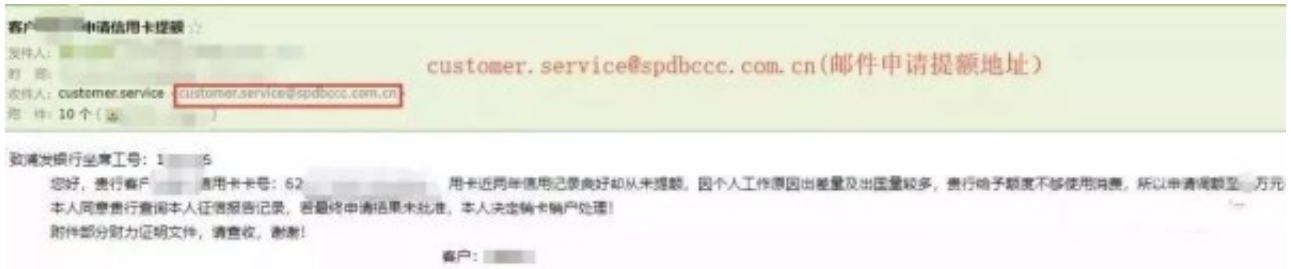 客户 申请信用卡提额
发件人:
时 间:
customer.service@spdbccc.com.cn(邮件申请提额地址)
收件人: customer.service customer.service@spdbccc.com.cn
附 件: 10 个 (
致浦发银行坐席工号: 1 5
您好, 贵行客户 信用卡卡号: 62 用卡近两年信用记录良好却从未提额, 因个人工作原因出差量及出国量较多, 贵行给予额度不够使用消费, 所以申请调额至 万元
本人同意贵行查询本人征信报告记录, 若最终申请结果未批准, 本人决定销卡销户处理!
附件部分财力证明文件, 请查收, 谢谢!
客户: